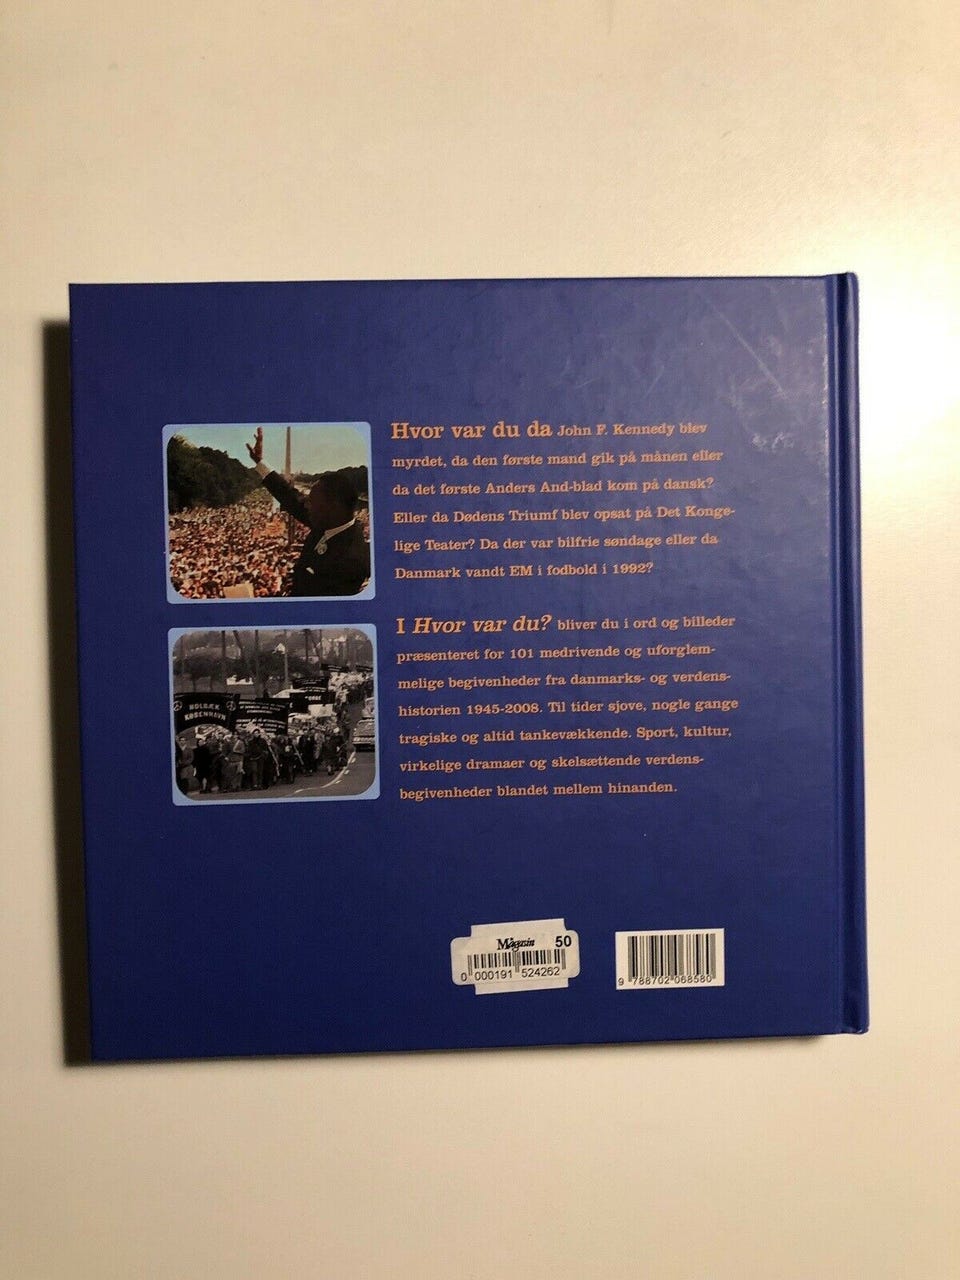 Hvor var du da John F. Kennedy blev
myrdet, da den første mand gik på månen eller
da det første Anders And-blad kom på dansk?
Eller da Dødens Triumf blev opsat på Det Konge-
lige Teater? Da der var bilfrie søndage eller da
Danmark vandt EM i fodbold i 1992?
I Hvor var du? bliver du i ord og billeder
præsenteret for 101 medrivende og uforglem-
melige begivenheder fra danmarks- og verdens-
historien 1945-2008. Til tider sjove, nogle gange
tragiske og altid tankevækkende. Sport, kultur,
virkelige dramaer og skelsættende verdens-
begivenheder blandet mellem hinanden.
HOLBÆK
KØBENHAVN
Magasin 50
0 000191 524262
9 788702 068580